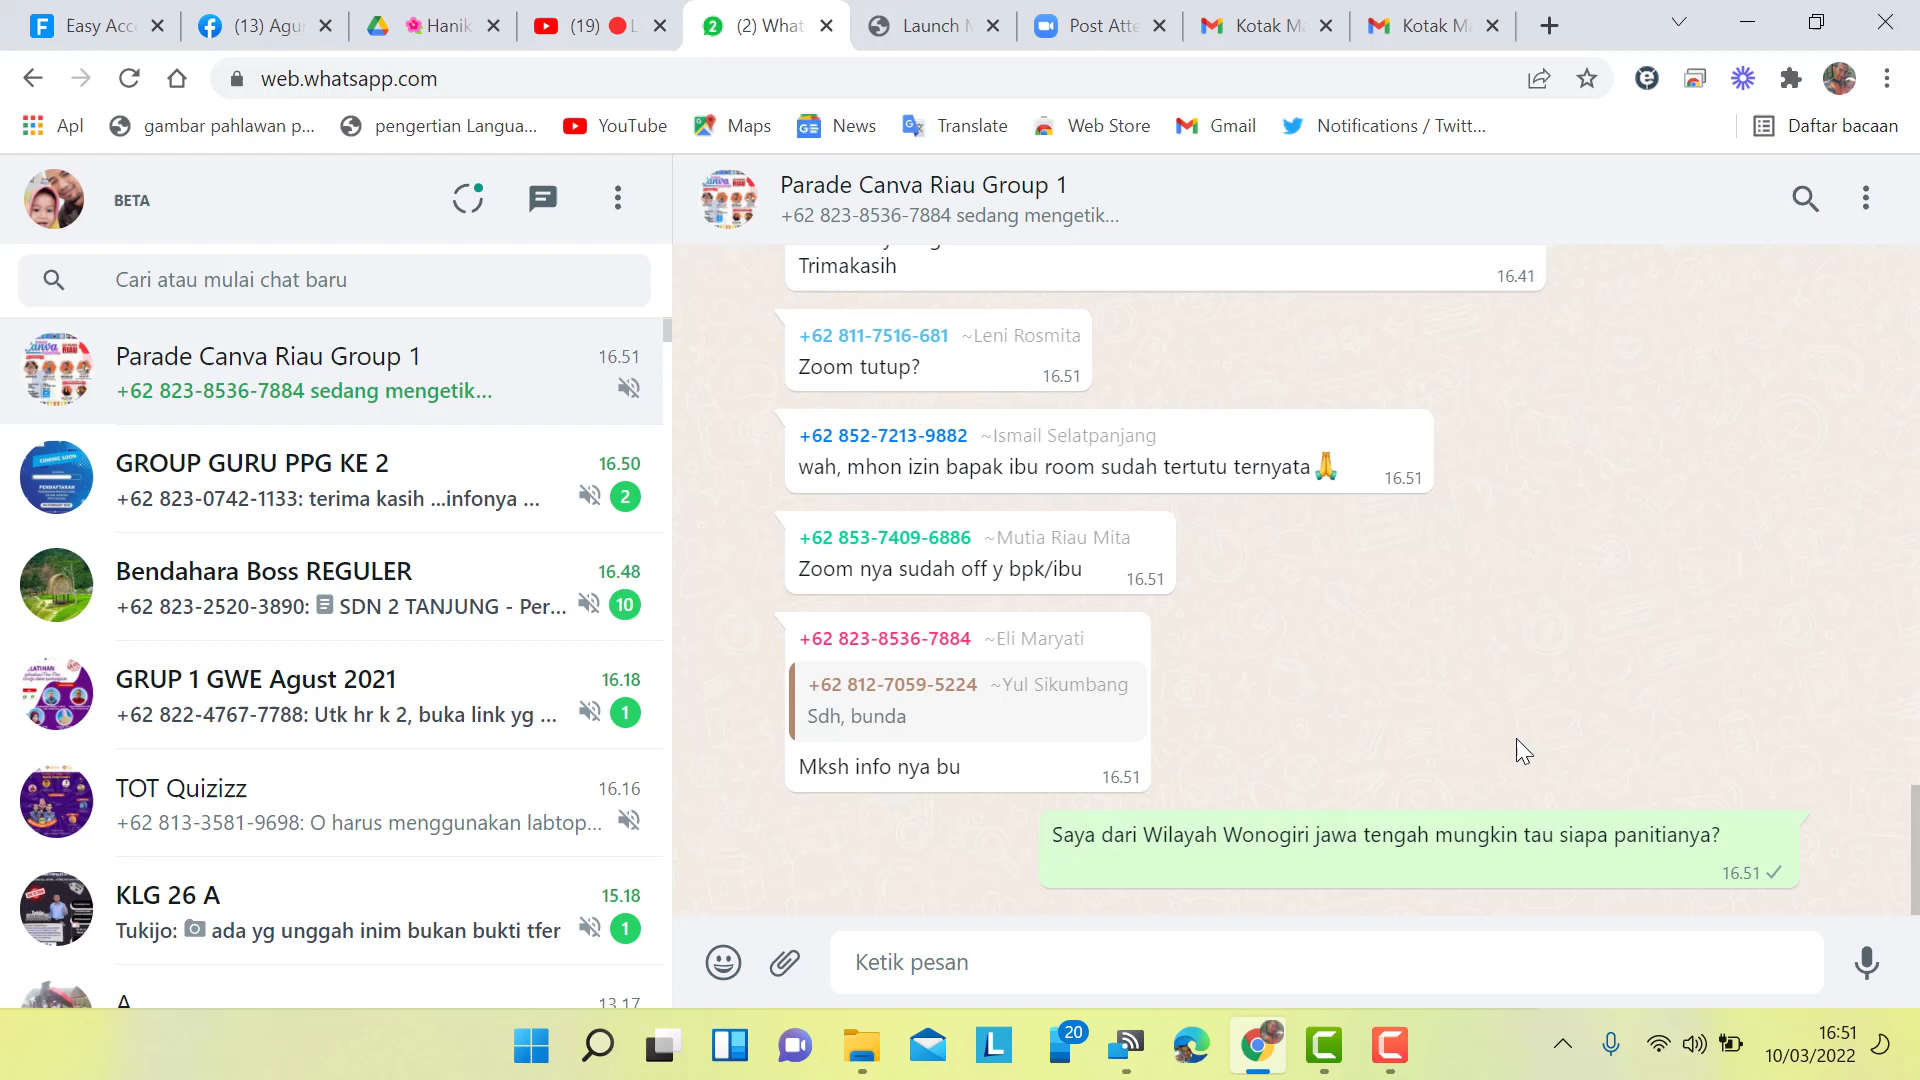 Easy Acc
(13) Agu
Hanik
(19) L
(2) Wha
Launch M
Post Atte
Kotak Ma
Kotak Ma
web.whatsapp.com
Apl
gambar pahlawan p...
pengertian Langua...
YouTube
Maps
News
Translate
Web Store
Gmail
Notifications / Twitt...
Daftar bacaan
BETA
Cari atau mulai chat baru
Parade Canva Riau Group 1
16.51
+62 823-8536-7884 sedang mengetik...
GROUP GURU PPG KE 2
16.50
+62 823-0742-1133: terima kasih ...infonya ...
2
Bendahara Boss REGULER
16.48
+62 823-2520-3890: SDN 2 TANJUNG - Per...
10
GRUP 1 GWE Agust 2021
16.18
+62 822-4767-7788: Utk hr k 2, buka link yg ...
1
TOT Quizizz
16.16
+62 813-3581-9698: O harus menggunakan labtop...
KLG 26 A
15.18
Tukijo: ada yg unggah inim bukan bukti tfer
1
A
13.17
Parade Canva Riau Group 1
+62 823-8536-7884 sedang mengetik...
Trimakasih
16.41
+62 811-7516-681 ~Leni Rosmita
Zoom tutup?
16.51
+62 852-7213-9882 ~Ismail Selatpanjang
wah, mhon izin bapak ibu room sudah tertutu ternyata🙏
16.51
+62 853-7409-6886 ~Mutia Riau Mita
Zoom nya sudah off y bpk/ibu
16.51
+62 823-8536-7884 ~Eli Maryati
+62 812-7059-5224 ~Yul Sikumbang
Sdh, bunda
Mksh info nya bu
16.51
Saya dari Wilayah Wonogiri jawa tengah mungkin tau siapa panitianya?
16.51
Ketik pesan
20
16:51
10/03/2022